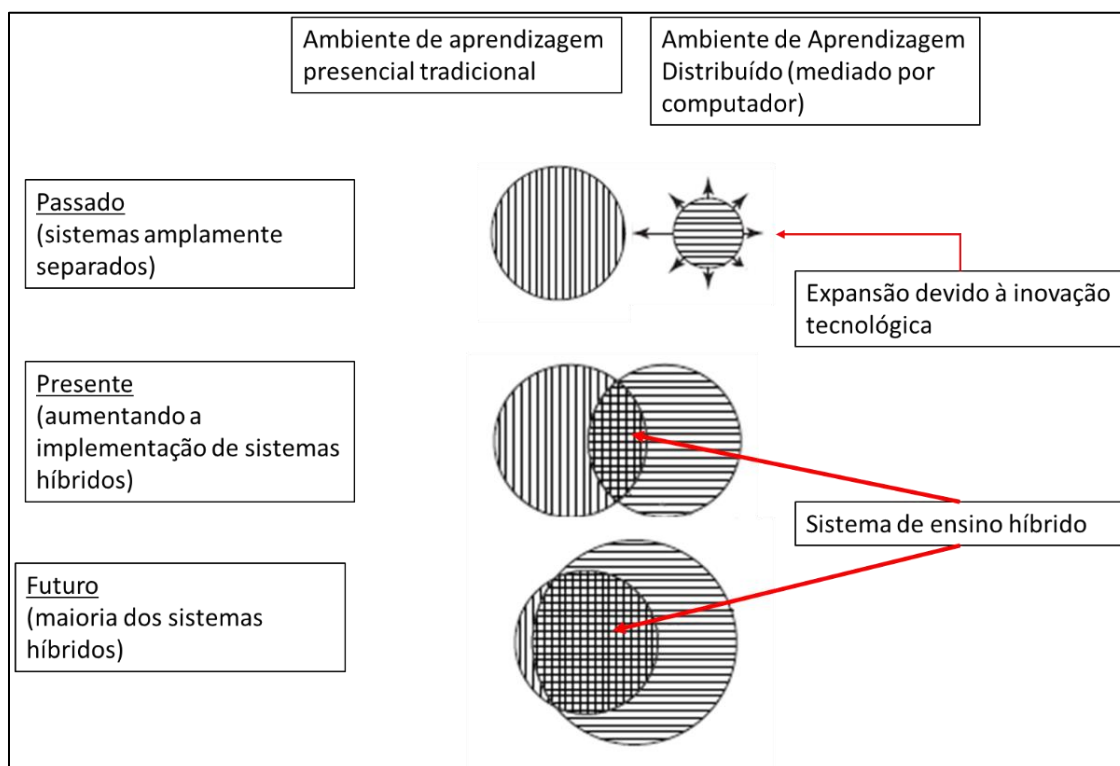 Ambiente de aprendizagem
presencial tradicional
Ambiente de Aprendizagem
Distribuído (mediado por
computador)
Passado
(sistemas amplamente
separados)
Expansão devido à inovação
tecnológica
Presente
(aumentando a
implementação de sistemas
híbridos)
Sistema de ensino híbrido
Futuro
(maioria dos sistemas
híbridos)